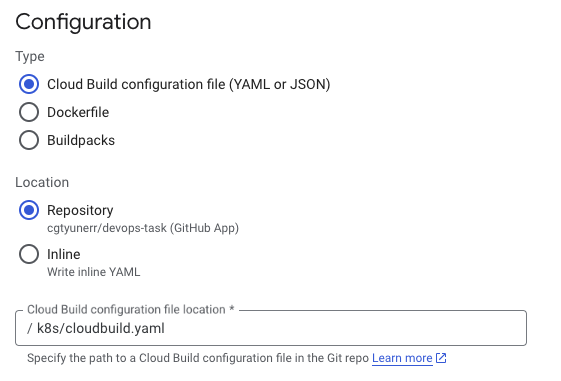 Configuration
Type
Cloud Build configuration file (YAML or JSON)
Dockerfile
Buildpacks
Location
Repository
cgtyunerr/devops-task (GitHub App)
Inline
Write inline YAML
Cloud Build configuration file location *
/ k8s/cloudbuild.yaml
Specify the path to a Cloud Build configuration file in the Git repo Learn more